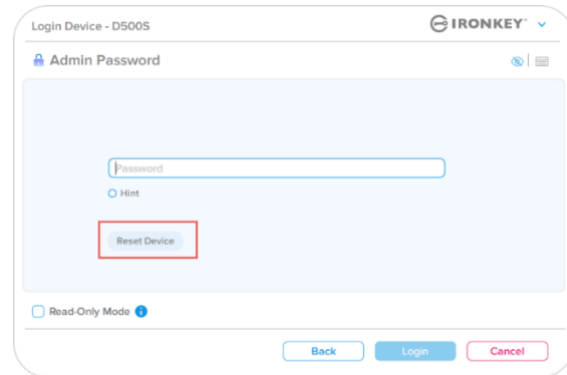 Login Device - D500S
IRONKEY
Admin Password
Password
Hint
Reset Device
Read-Only Mode
Back
Login
Cancel